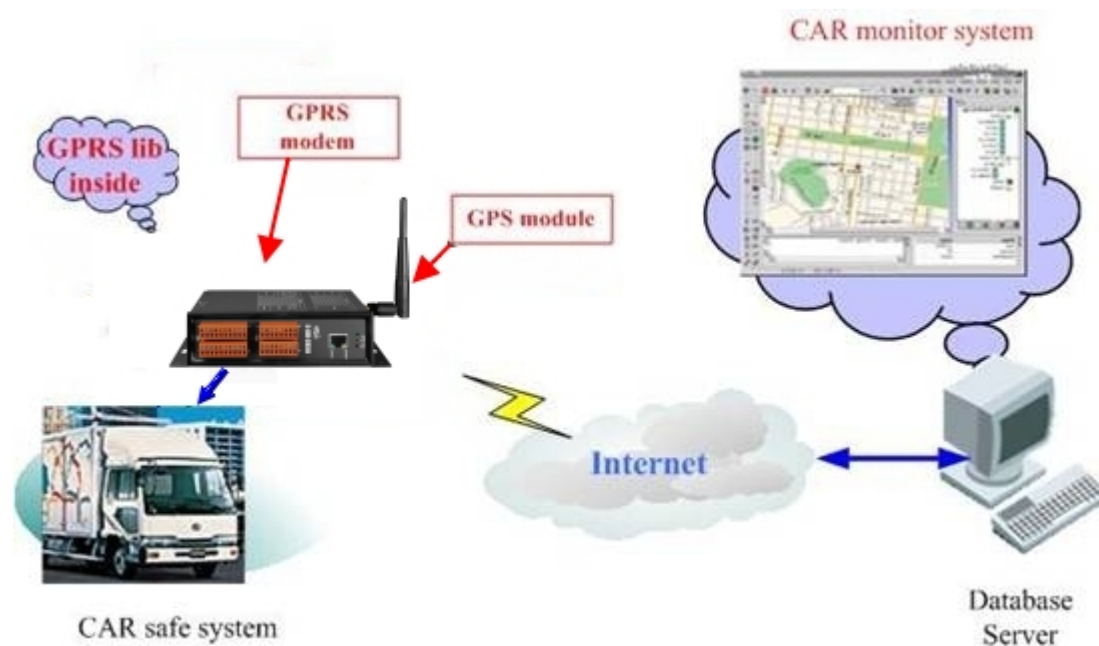 CAR monitor system
GPRS
modem
GPRS lib
inside
GPS module
Internet
CAR safe system
Database
Server